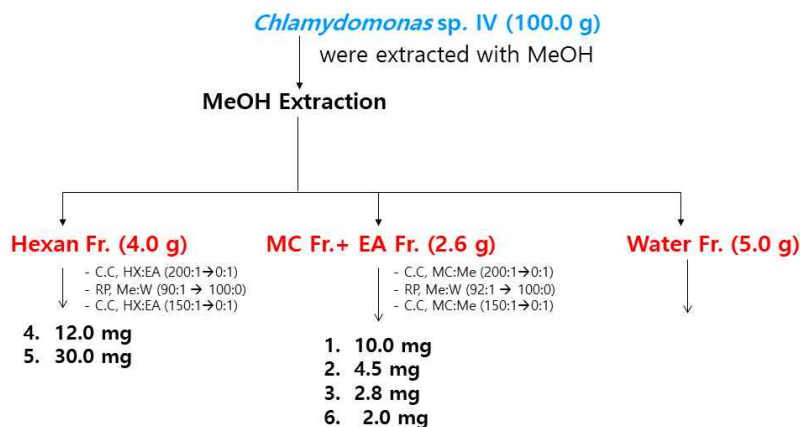 Chlamydomonas sp. IV (100.0 g)
were extracted with MeOH
MeOH Extraction
Hexan Fr. (4.0 g)
- C.C, HX:EA (200:1→0:1)
- RP, Me:W (90:1 → 100:0)
- C.C, HX:EA (150:1→0:1)
4. 12.0 mg
5. 30.0 mg
MC Fr.+ EA Fr. (2.6 g)
- C.C, MC:Me (200:1→0:1)
- RP, Me:W (92:1 → 100:0)
- C.C, MC:Me (150:1→0:1)
1. 10.0 mg
2. 4.5 mg
3. 2.8 mg
6. 2.0 mg
Water Fr. (5.0 g)